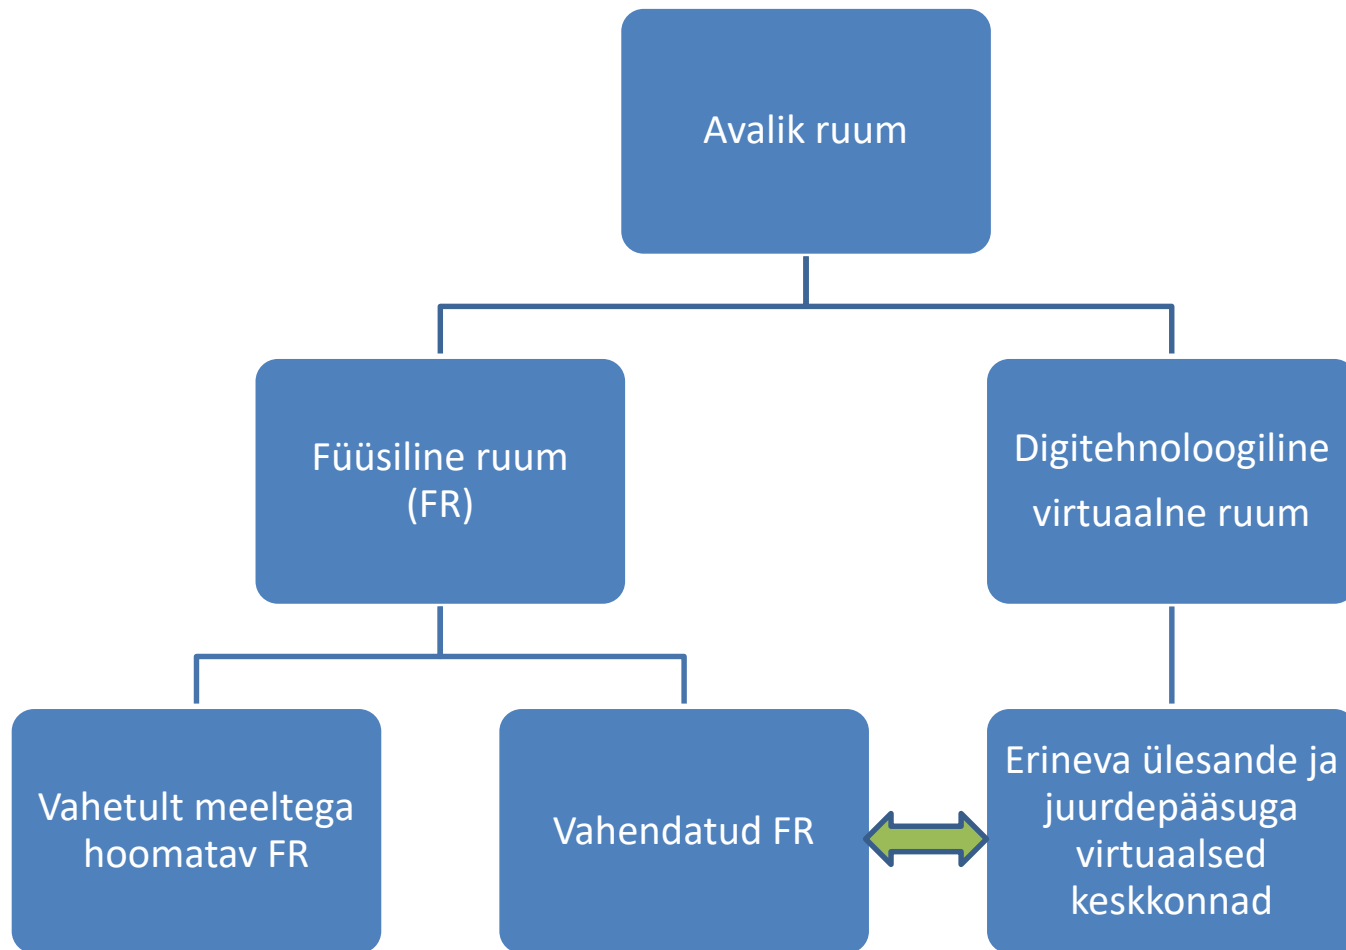 Avalik ruum
Füüsiline ruum
(FR)
Digitehnoloogiline
virtuaalne ruum
Vahetult meeltega
hoomatav FR
Vahendatud FR
Erineva ülesande ja
juurdepääsuga
virtuaalsed
keskkonnad